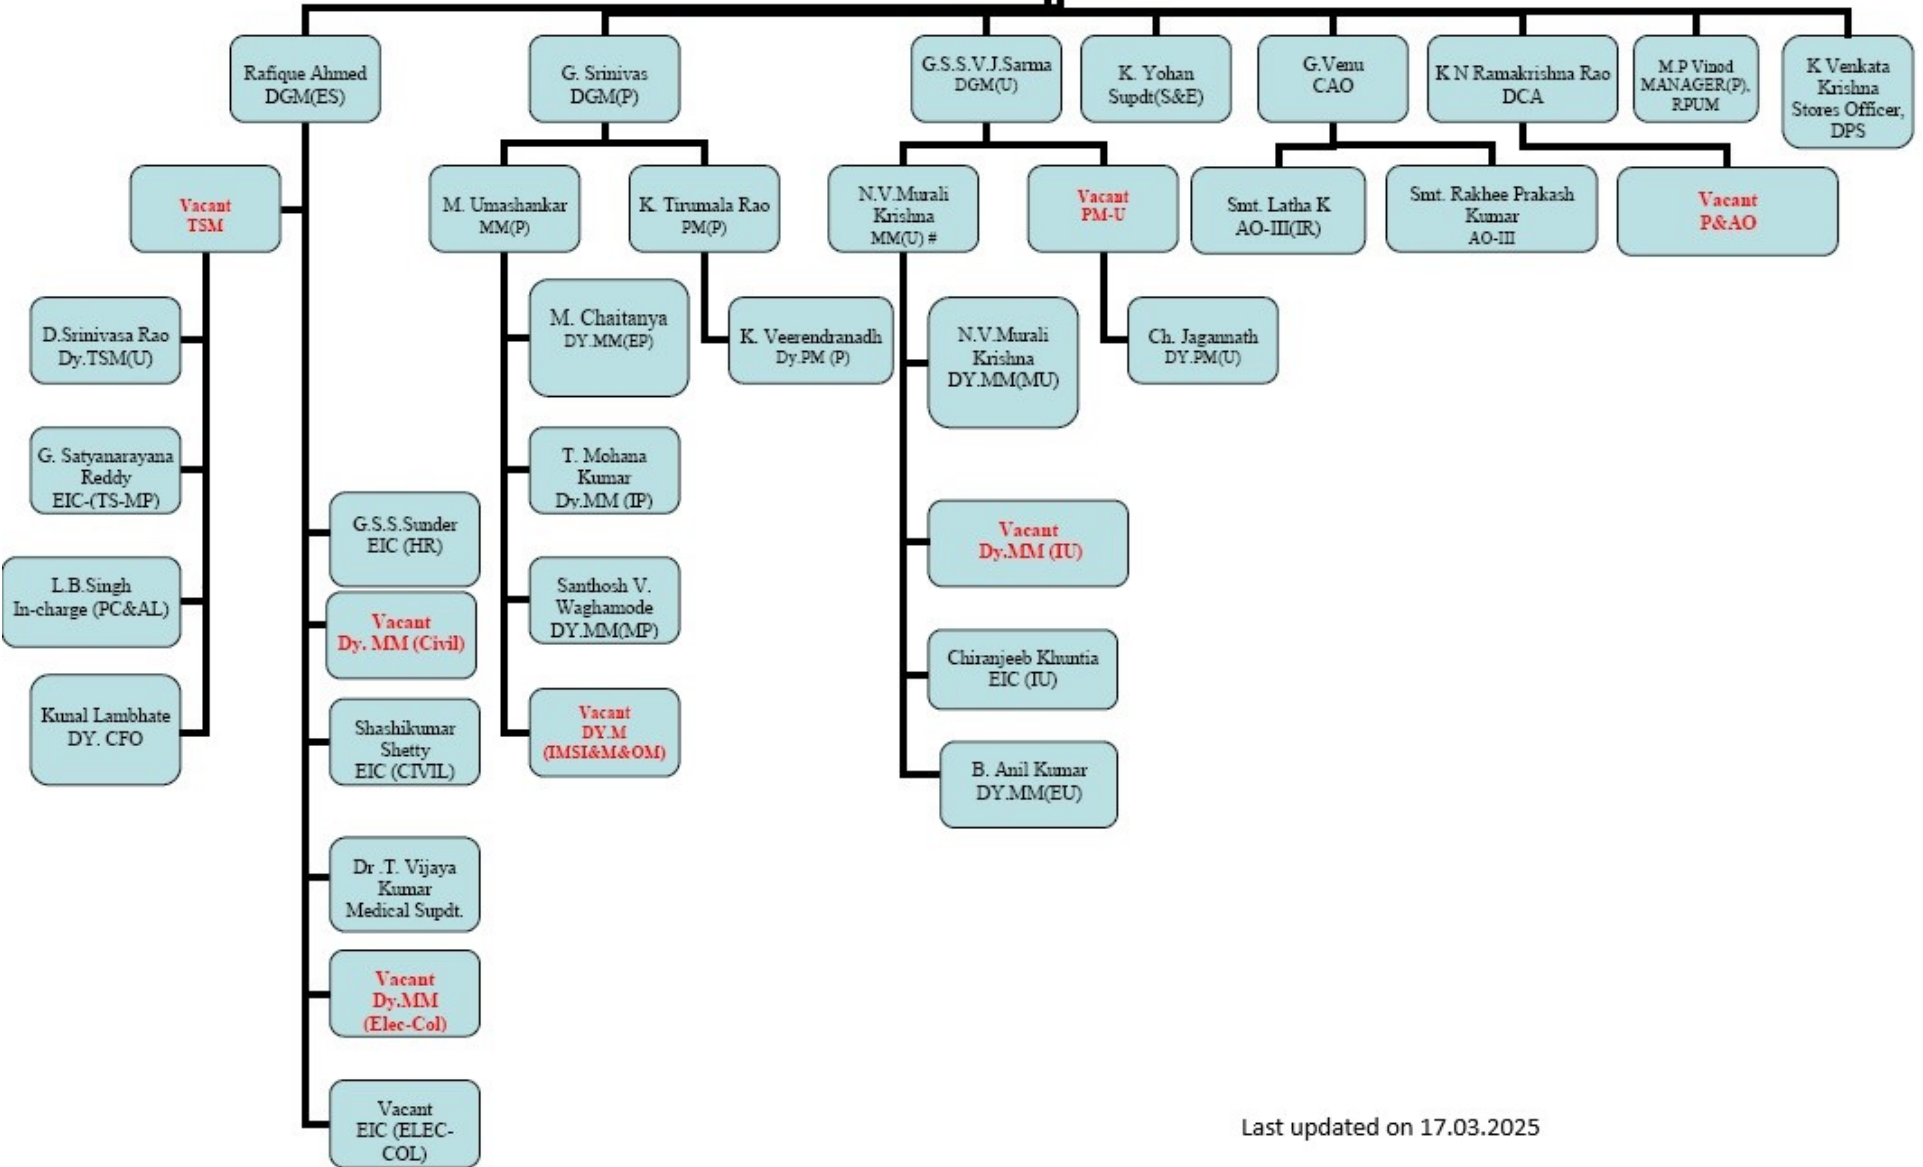 Rafique Ahmed
DGM(ES)
G. Srinivas
DGM(P)
G.S.S.V.J.Sarma
DGM(U)
K. Yohan
Supdt(S&E)
G.Venu
CAO
K N Ramakrishna Rao
DCA
M.P Vinod
MANAGER(P),
RPUM
K Venkata
Krishna
Stores Officer,
DPS
Vacant
TSM
M. Umashankar
MM(P)
K. Tirumala Rao
PM(P)
N.V.Murali
Krishna
MM(U) #
Vacant
PM-U
Smt. Latha K
AO-III(IR)
Smt. Rakhee Prakash
Kumar
AO-III
Vacant
P&AO
D.Srinivasa Rao
Dy.TSM(U)
M. Chaitanya
DY.MM(EP)
K. Veerendranadh
Dy.PM (P)
N.V.Murali
Krishna
DY.MM(MU)
Ch. Jagannath
DY.PM(U)
G. Satyanarayana
Reddy
EIC-(TS-MP)
G.S.S.Sunder
EIC (HR)
T. Mohana
Kumar
Dy.MM (IP)
Vacant
Dy.MM (IU)
L.B.Singh
In-charge (PC&AL)
Vacant
Dy. MM (Civil)
Santhosh V.
Waghamode
DY.MM(MP)
Chiranjeeb Khuntia
EIC (IU)
Kunal Lambhate
DY. CFO
Shashikumar
Shetty
EIC (CIVIL)
Vacant
DY.M
(IMSI&M&OM)
B. Anil Kumar
DY.MM(EU)
Dr .T. Vijaya
Kumar
Medical Supdt.
Vacant
Dy.MM
(Elec-Col)
Vacant
EIC (ELEC-
COL)
Last updated on 17.03.2025